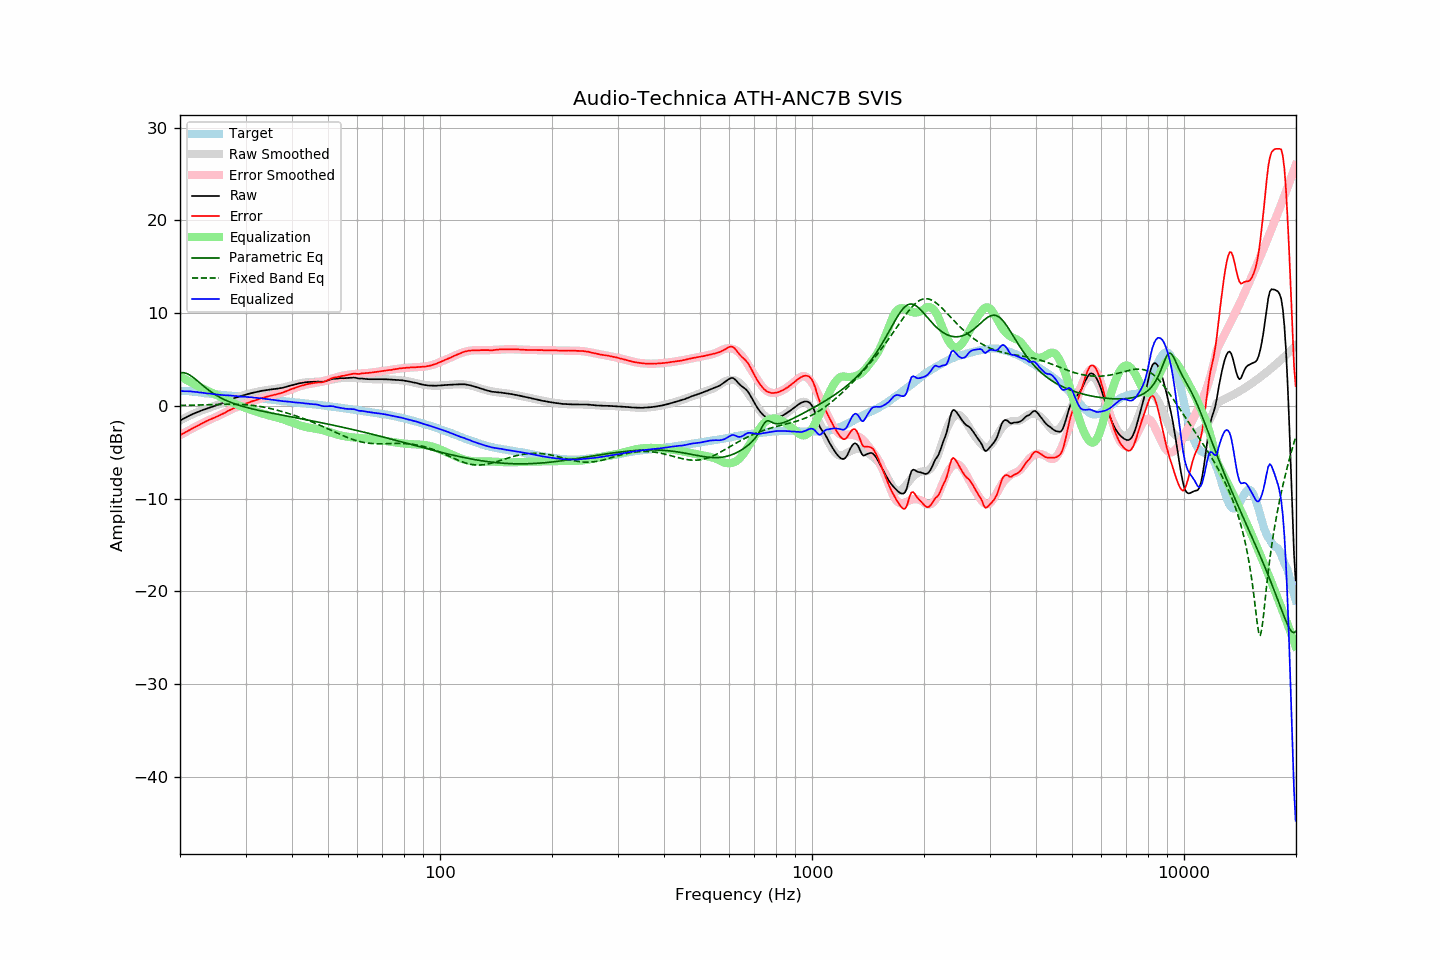 Audio-Technica ATH-ANC7B SVIS
30
20
10
0
−10
−20
−30
−40
Amplitude (dBr)
Target
Raw Smoothed
Error Smoothed
Raw
Error
Equalization
Parametric Eq
Fixed Band Eq
Equalized
100
1000
10000
Frequency (Hz)